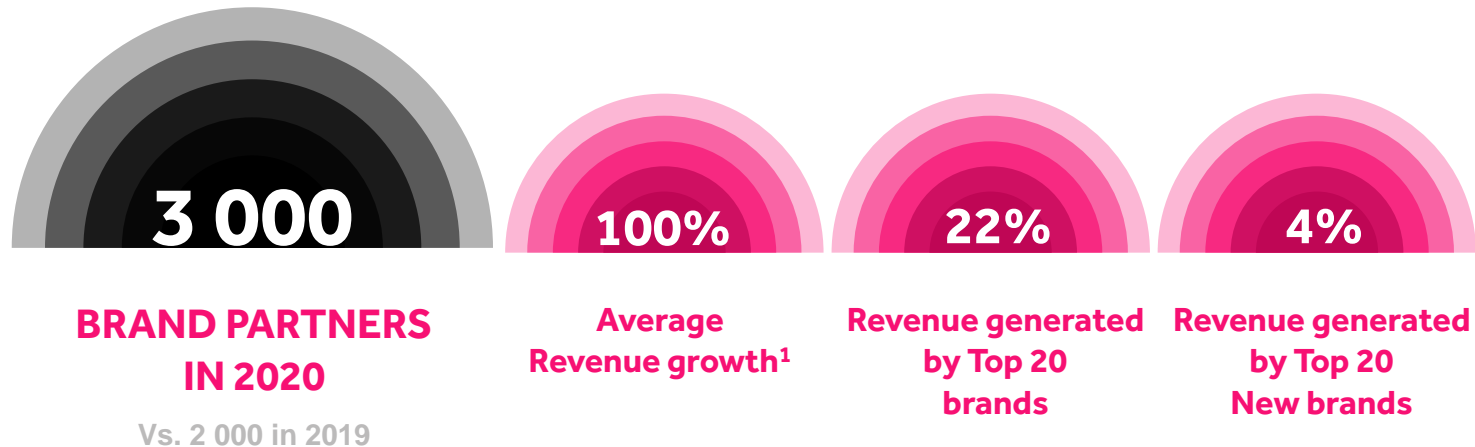 3 000
BRAND PARTNERS
IN 2020
Vs. 2 000 in 2019
100%
Average
Revenue growth¹
22%
Revenue generated
by Top 20
brands
4%
Revenue generated
by Top 20
New brands